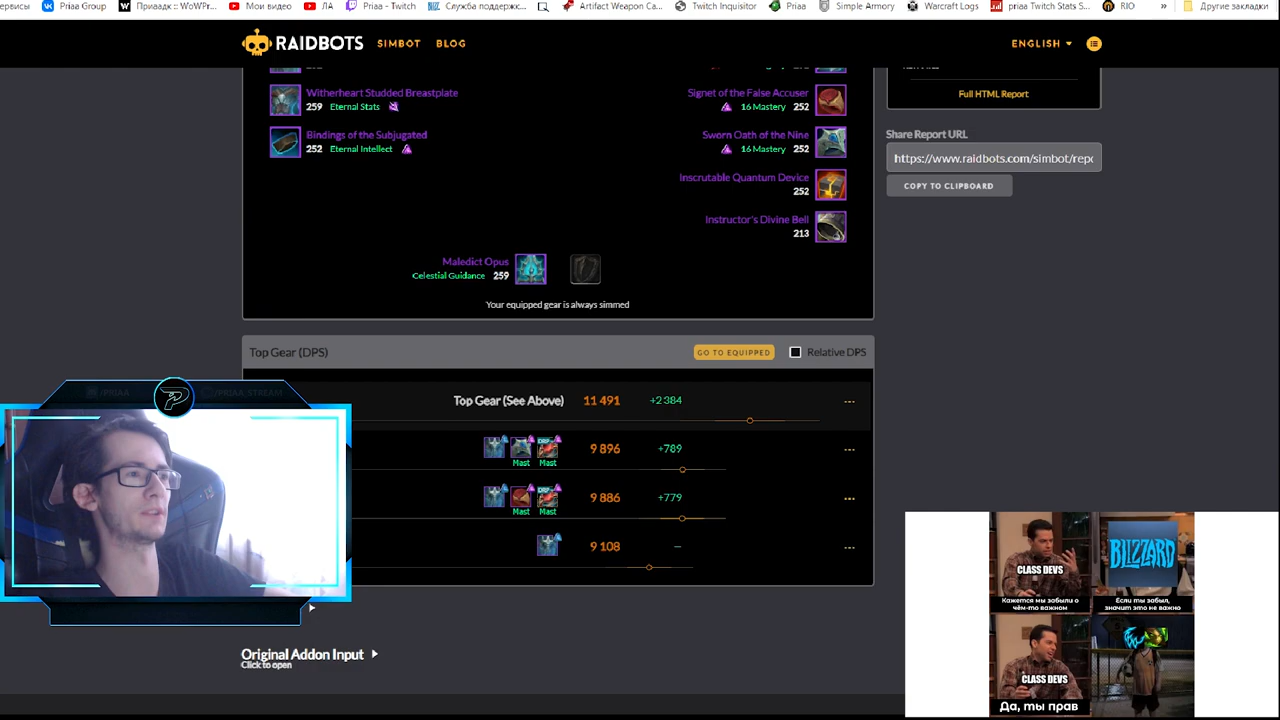 ервисы Priaa Group Приаадк :: WoWPr... Мои видео ЛА Priaa - Twitch Служба поддержк... Artifact Weapon Ca... Twitch Inquisitor Priaa Simple Armory Warcraft Logs priaa Twitch Stats S... RIO » Другие закладки
RAIDBOTS SIMBOT BLOG ENGLISH
Witherheart Studded Breastplate
259 Eternal Stats
Bindings of the Subjugated
252 Eternal Intellect
Signet of the False Accuser
16 Mastery 252
Sworn Oath of the Nine
16 Mastery 252
Inscrutable Quantum Device
252
Instructor's Divine Bell
213
Maledict Opus
Celestial Guidance 259
Your equipped gear is always simmed
Full HTML Report
Share Report URL
https://www.raidbots.com/simbot/repo
COPY TO CLIPBOARD
Top Gear (DPS) GO TO EQUIPPED Relative DPS
Top Gear (See Above) 11 491 +2 384 ...
9 896 +789 ...
Mast Mast
9 886 +779 ...
Mast Mast
9 108 – ...
Original Addon Input
Click to open
/PRIAA /PRIAA_STREAM
CLASS DEVS
Кажется мы забыли о
чём-то важном
BLIZZARD
Если ты забыл,
значит это не важно
CLASS DEVS
Да, ты прав